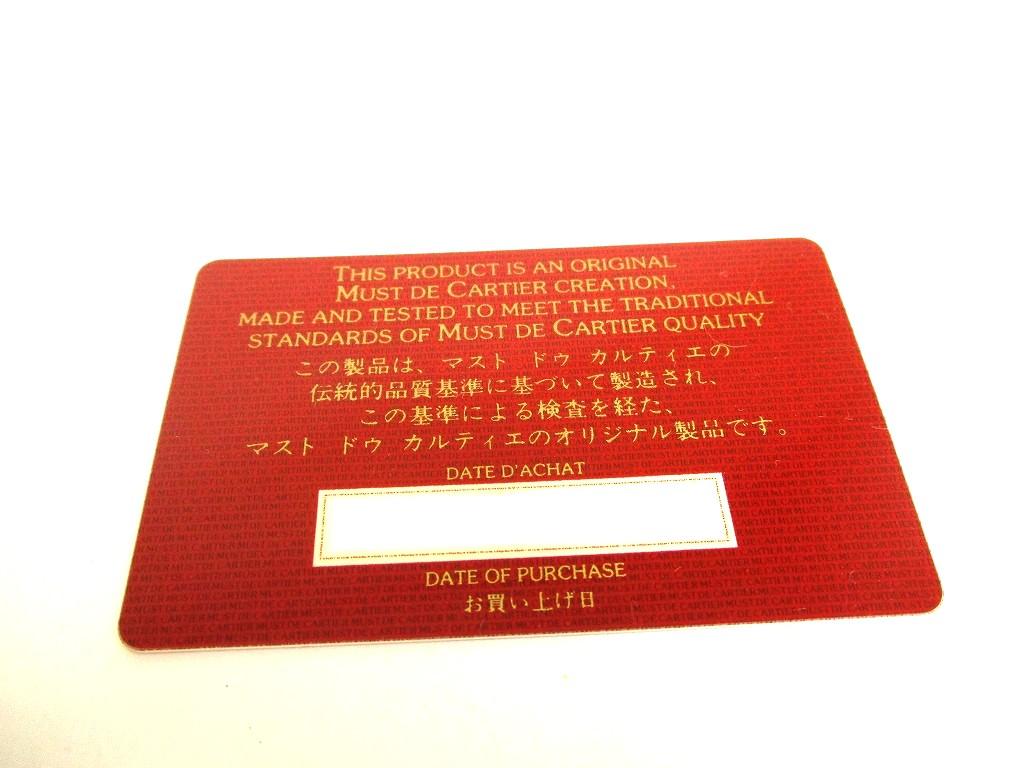 THIS PRODUCT IS AN ORIGINAL
MUST DE CARTIER CREATION,
MADE AND TESTED TO MEET THE TRADITIONAL
STANDARDS OF MUST DE CARTIER QUALITY
この製品は、マスト ドゥ カルティエの
伝統的品質基準に基づいて製造され、
この基準による検査を経た、
マスト ドゥ カルティエのオリジナル製品です。
DATE D'ACHAT
DATE OF PURCHASE
お買い上げ日